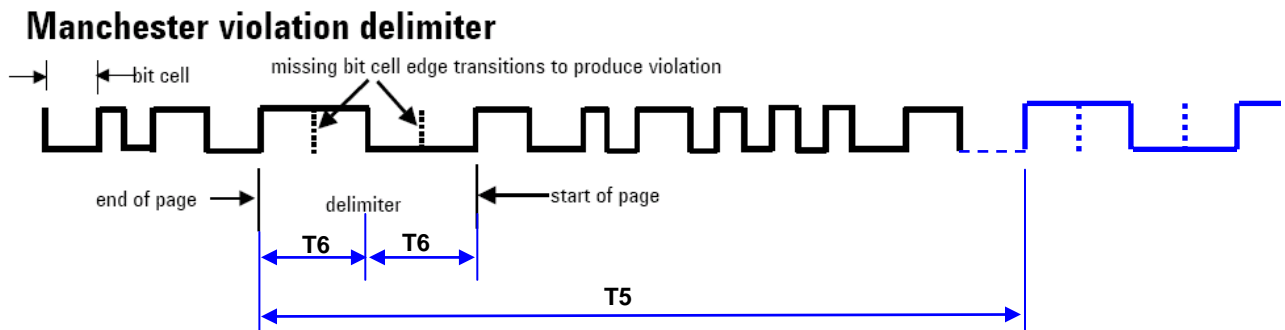 Manchester violation delimiter
bit cell
missing bit cell edge transitions to produce violation
end of page
delimiter
start of page
T6
T6
T5